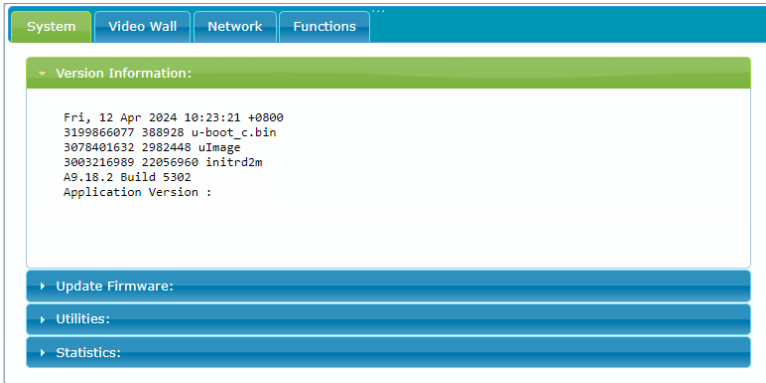 System Video Wall Network Functions
Version Information:
Fri, 12 Apr 2024 10:23:21 +0800
3199866077 388928 u-boot_c.bin
3078401632 2982448 uImage
3003216989 22056960 initrd2m
A9.18.2 Build 5302
Application Version :
Update Firmware:
Utilities:
Statistics: